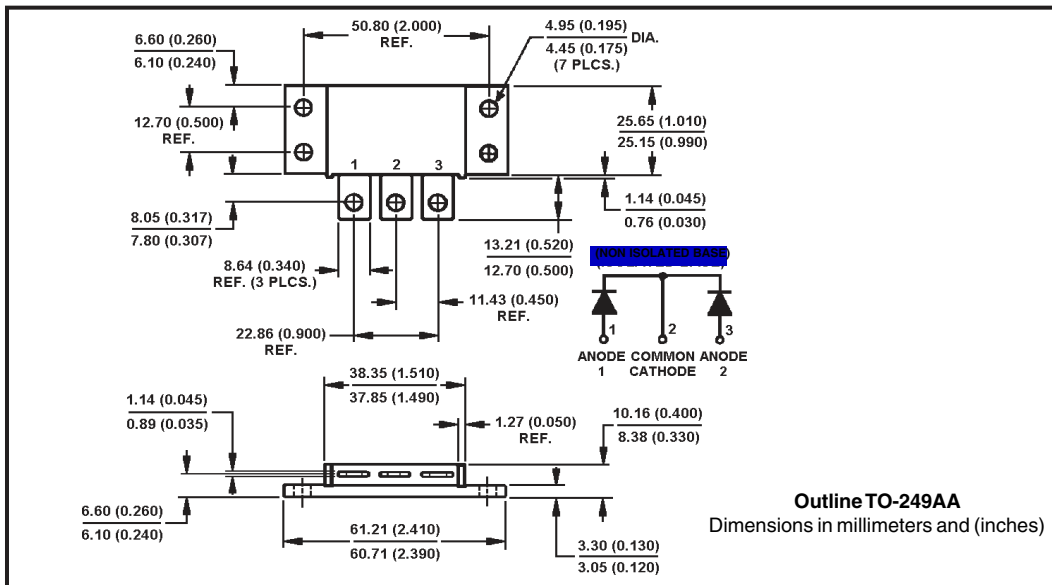 50.80 (2.000)
REF.
4.95 (0.195)
4.45 (0.175)
DIA.
(7 PLCS.)
6.60 (0.260)
6.10 (0.240)
12.70 (0.500)
REF.
25.65 (1.010)
25.15 (0.990)
1 2 3
8.05 (0.317)
7.80 (0.307)
1.14 (0.045)
0.76 (0.030)
13.21 (0.520)
12.70 (0.500)
8.64 (0.340)
REF. (3 PLCS.)
11.43 (0.450)
REF.
22.86 (0.900)
REF.
(NON ISOLATED BASE)
1 2 3
ANODE COMMON ANODE
1 CATHODE 2
38.35 (1.510)
37.85 (1.490)
1.14 (0.045)
0.89 (0.035)
1.27 (0.050)
REF.
10.16 (0.400)
8.38 (0.330)
6.60 (0.260)
6.10 (0.240)
61.21 (2.410)
60.71 (2.390)
3.30 (0.130)
3.05 (0.120)
Outline TO-249AA
Dimensions in millimeters and (inches)